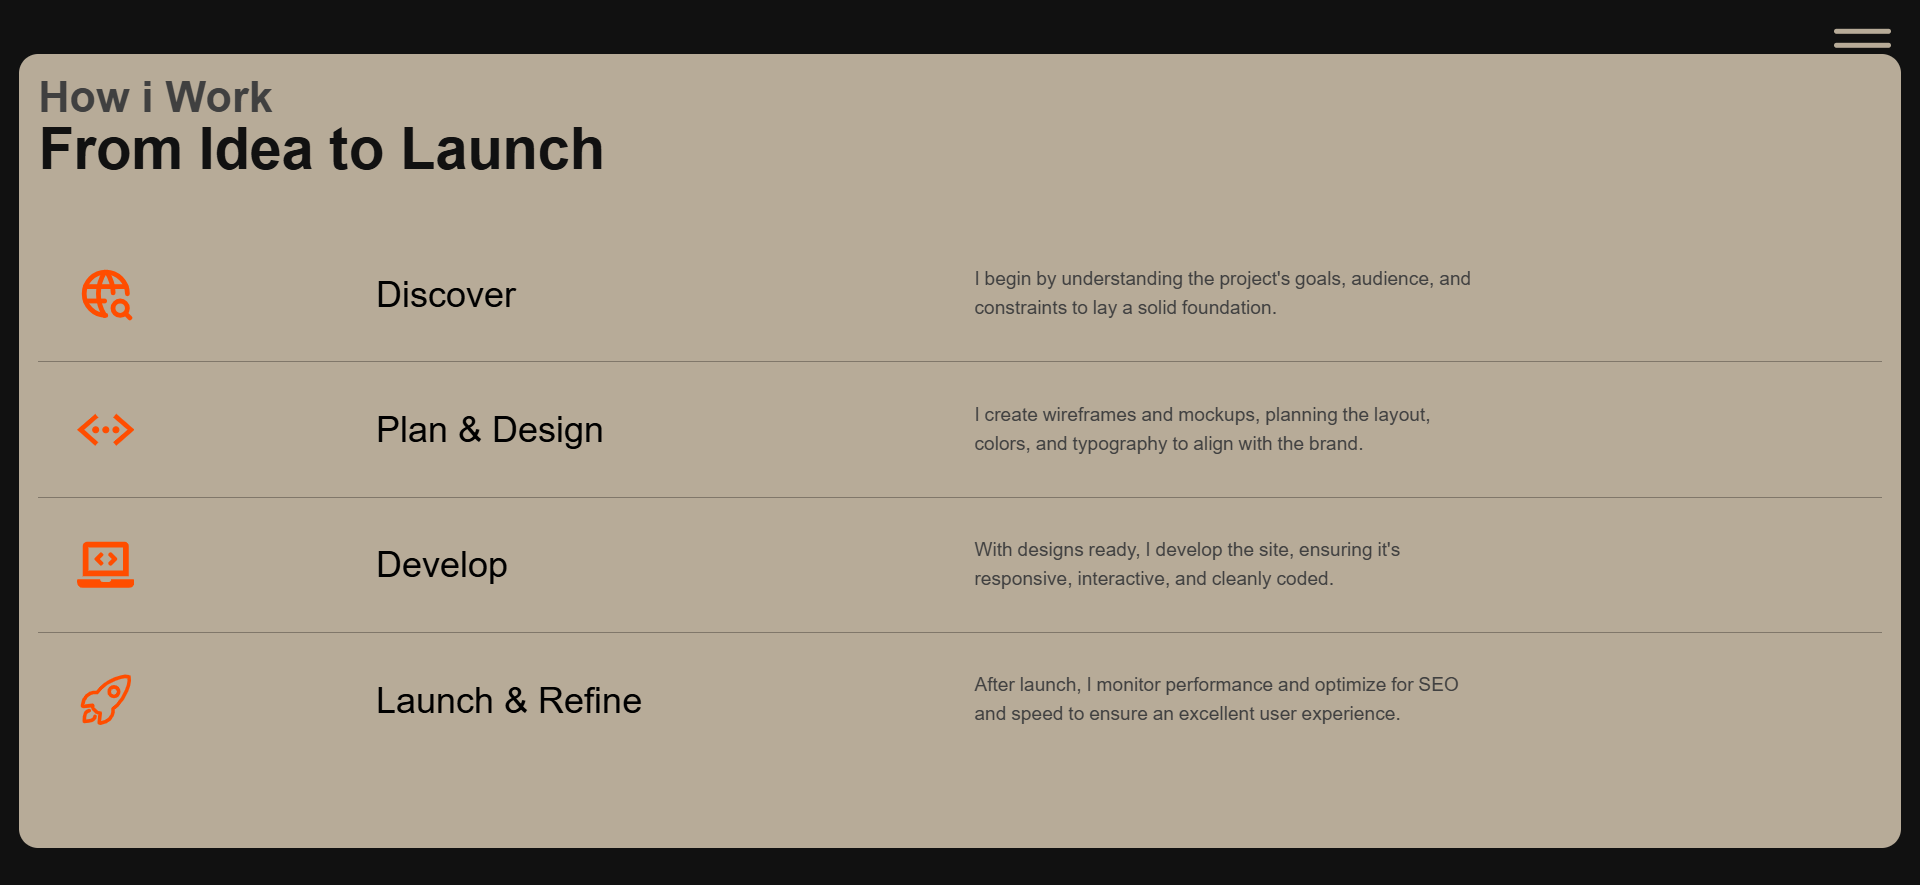 How i Work
From Idea to Launch
Discover
I begin by understanding the project's goals, audience, and
constraints to lay a solid foundation.
Plan & Design
I create wireframes and mockups, planning the layout,
colors, and typography to align with the brand.
Develop
With designs ready, I develop the site, ensuring it's
responsive, interactive, and cleanly coded.
Launch & Refine
After launch, I monitor performance and optimize for SEO
and speed to ensure an excellent user experience.